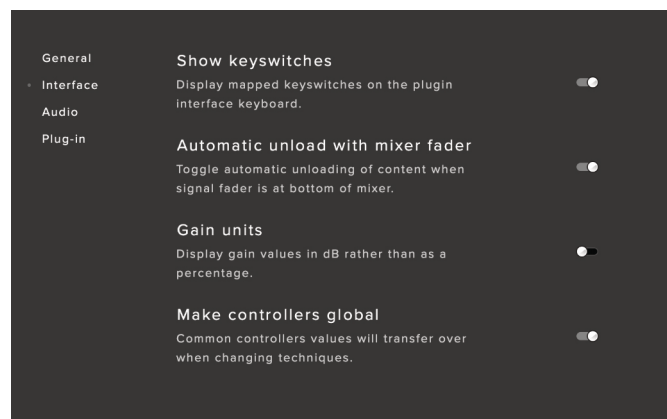 General
Interface
Audio
Plug-in
Show keyswitches
Display mapped keyswitches on the plugin
interface keyboard.
Automatic unload with mixer fader
Toggle automatic unloading of content when
signal fader is at bottom of mixer.
Gain units
Display gain values in dB rather than as a
percentage.
Make controllers global
Common controllers values will transfer over
when changing techniques.